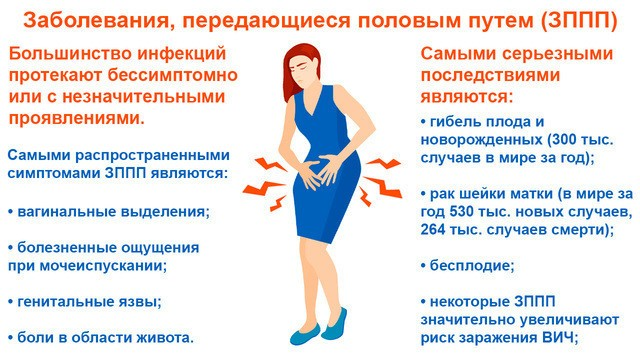 Заболевания, передающиеся половым путем (ЗППП)
Большинство инфекций
протекают бессимптомно
или с незначительными
проявлениями.
Самыми распространенными
симптомами ЗППП являются:
• вагинальные выделения;
• болезненные ощущения
при мочеиспускании;
• генитальные язвы;
• боли в области живота.
Самыми серьезными
последствиями
являются:
• гибель плода и
новорожденных (300 тыс.
случаев в мире за год);
• рак шейки матки (в мире за
год 530 тыс. новых случаев,
264 тыс. случаев смерти);
• бесплодие;
• некоторые ЗППП
значительно увеличивают
риск заражения ВИЧ;